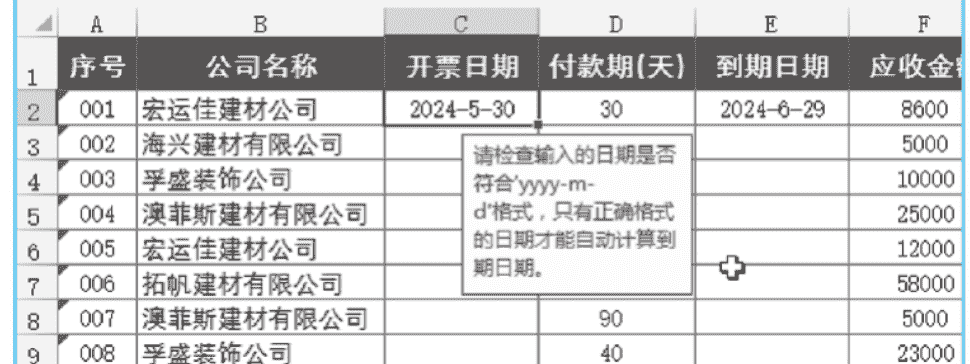 A B C D E F
1 序号 公司名称 开票日期 付款期(天) 到期日期 应收金
2 001 宏运佳建材公司 2024-5-30 30 2024-6-29 8600
3 002 海兴建材有限公司 5000
4 003 孚盛装饰公司 10000
5 004 澳菲斯建材有限公司 25000
6 005 宏运佳建材公司 12000
7 006 拓帆建材有限公司 58000
8 007 澳菲斯建材有限公司 90 5000
9 008 孚盛装饰公司 40 23000
请检查输入的日期是否
符合'yyyy-m-
d'格式，只有正确格式
的日期才能自动计算到
期日期。